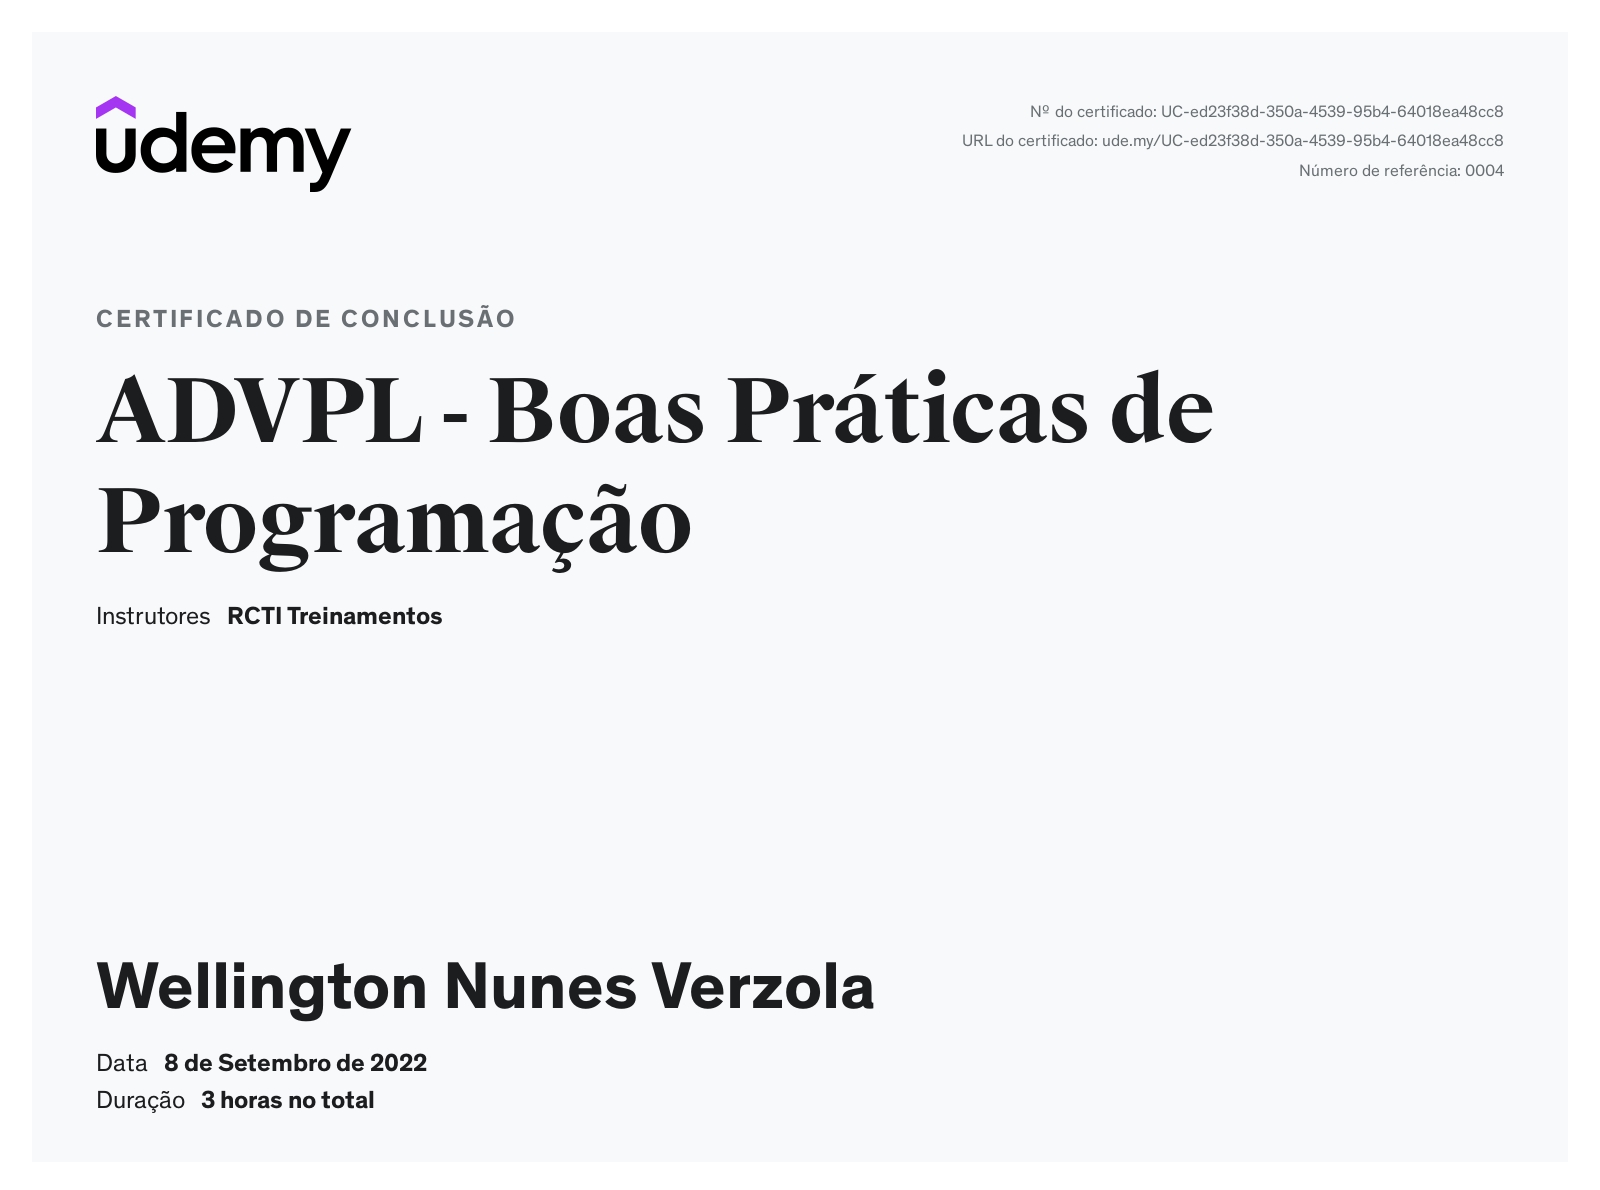 udemy
Nº do certificado: UC-ed23f38d-350a-4539-95b4-64018ea48cc8
URL do certificado: ude.my/UC-ed23f38d-350a-4539-95b4-64018ea48cc8
Número de referência: 0004
CERTIFICADO DE CONCLUSÃO
ADVPL - Boas Práticas de
Programação
Instrutores RCTI Treinamentos
Wellington Nunes Verzola
Data 8 de Setembro de 2022
Duração 3 horas no total